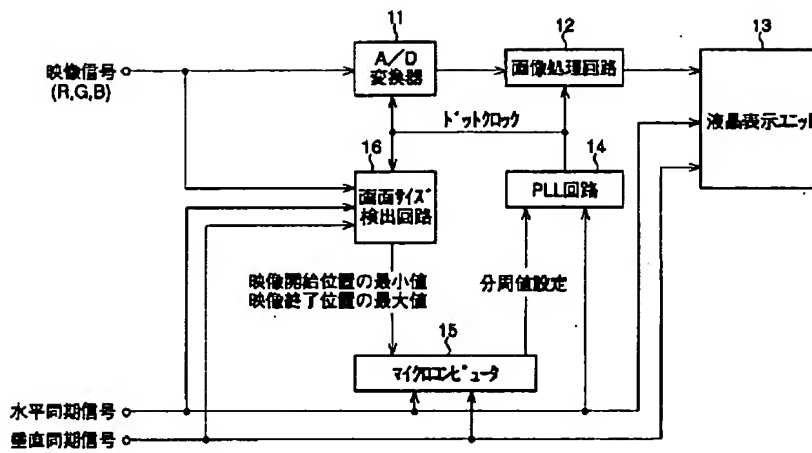 11
A／D
変換器
12
画像処理回路
13
液晶表示ユニット
映像信号
(R,G,B)
ドットクロック
16
画面サイズ
検出回路
14
PLL回路
映像開給位置の最小値
映像終了位置の最大値
分周値設定
15
マイクロコンピュータ
水平同期信号
垂直同期信号